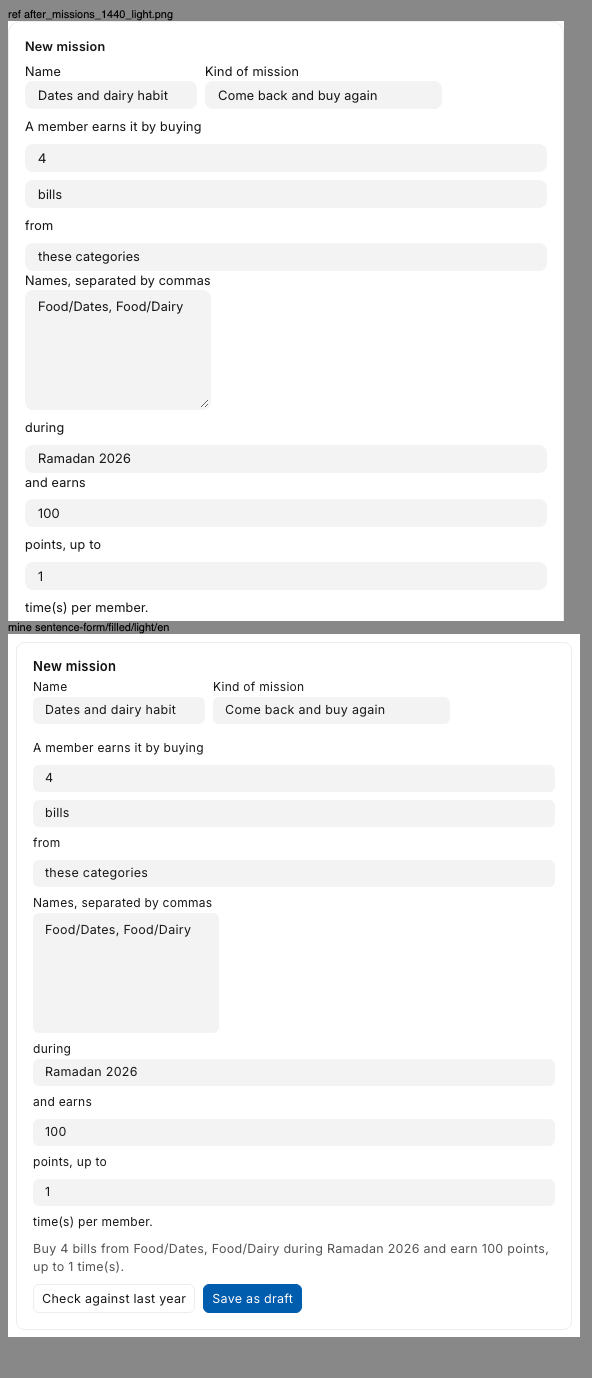 ref after_missions_1440_light.png
New mission
Name Kind of mission
Dates and dairy habit Come back and buy again
A member earns it by buying
4
bills
from
these categories
Names, separated by commas
Food/Dates, Food/Dairy
during
Ramadan 2026
and earns
100
points, up to
1
time(s) per member.
mine sentence-form/filled/light/en
New mission
Name Kind of mission
Dates and dairy habit Come back and buy again
A member earns it by buying
4
bills
from
these categories
Names, separated by commas
Food/Dates, Food/Dairy
during
Ramadan 2026
and earns
100
points, up to
1
time(s) per member.
Buy 4 bills from Food/Dates, Food/Dairy during Ramadan 2026 and earn 100 points,
up to 1 time(s).
Check against last year Save as draft